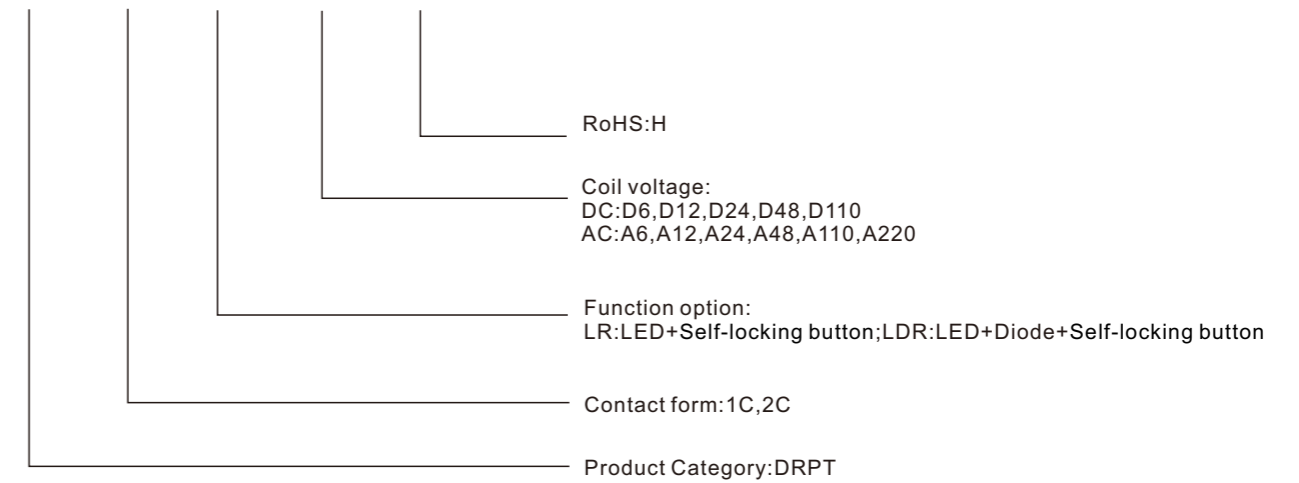 RoHS:H
Coil voltage:
DC:D6,D12,D24,D48,D110
AC:A6,A12,A24,A48,A110,A220
Function option:
LR:LED+Self-locking button;LDR:LED+Diode+Self-locking button
Contact form:1C,2C
Product Category:DRPT